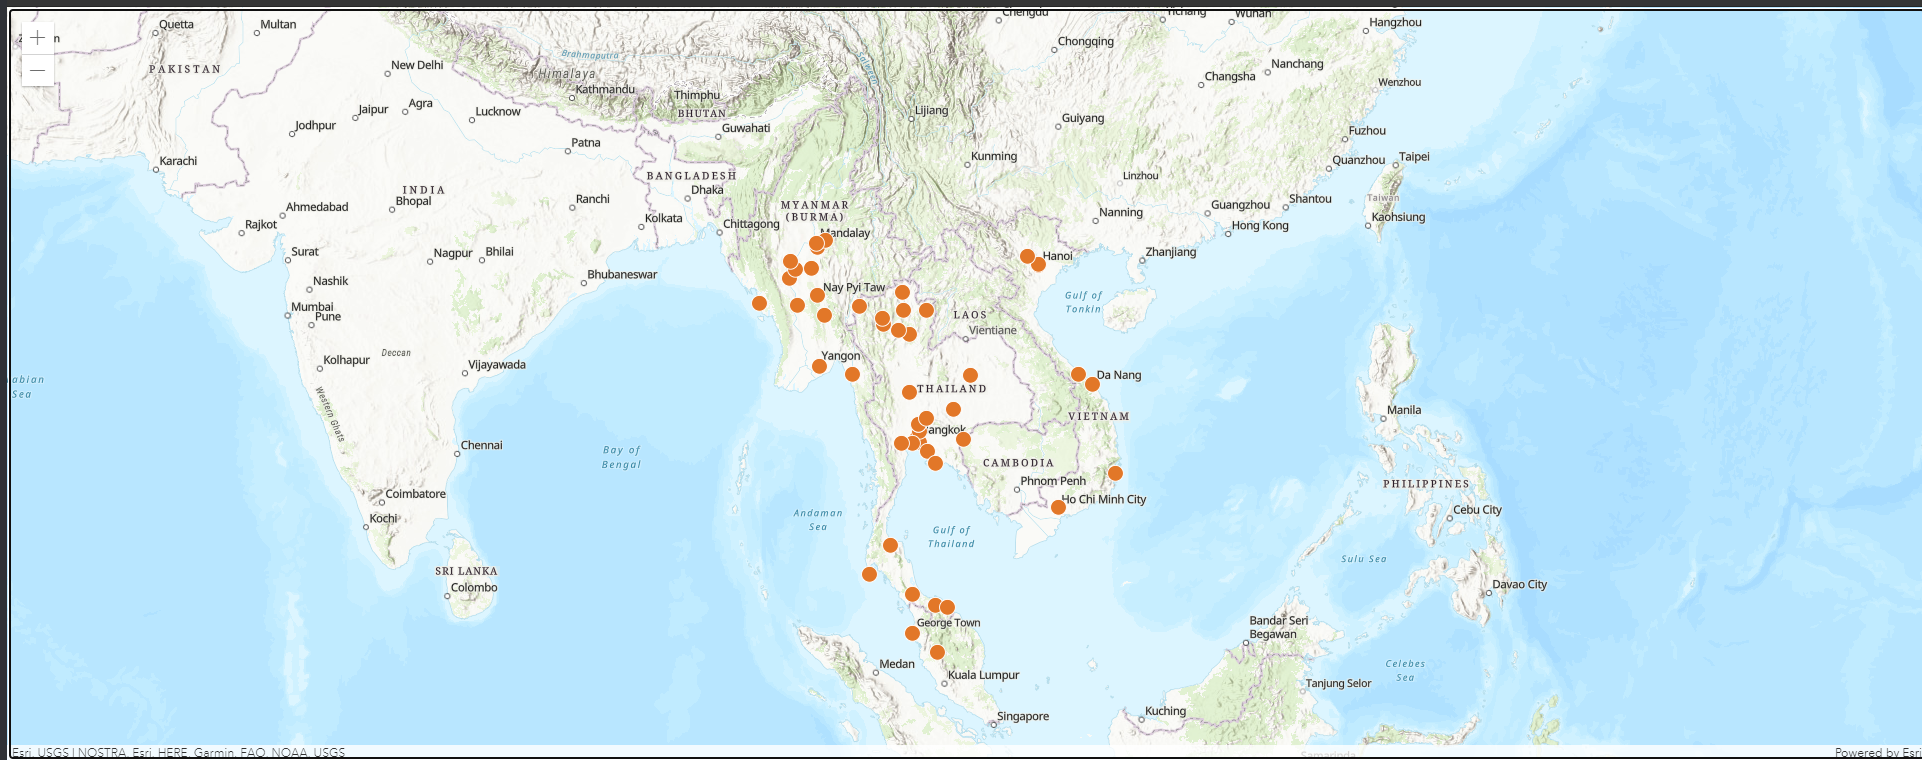 Quetta
Multan
Chengdu
Yichang
Wuhan
Hangzhou
Chongqing
PAKISTAN
New Delhi
Brahmaputra
Himalaya
Salween
Nanchang
Changsha
Wenzhou
Kathmandu
Thimphu
BHUTAN
Jaipur
Agra
Lucknow
Lijiang
Jodhpur
Guwahati
Guiyang
Fuzhou
Patna
Karachi
Kunming
Quanzhou
Taipei
BANGLADESH
Dhaka
Linzhou
INDIA
Bhopal
Ranchi
Taiwan
Ahmedabad
MYANMAR
(BURMA)
Guangzhou
Shantou
Rajkot
Kolkata
Chittagong
Nanning
Hong Kong
Kaohsiung
Mandalay
Surat
Nagpur
Bhilai
Hanoi
Zhanjiang
Bhubaneswar
Nashik
Nay Pyi Taw
Gulf of
Tonkin
Mumbai
Pune
LAOS
Vientiane
Kolhapur
Deccan
Vijayawada
Yangon
Da Nang
abian
Sea
Western Ghats
THAILAND
VIETNAM
Manila
angkok
Chennai
Bay of
Bengal
CAMBODIA
Phnom Penh
PHILIPPINES
Coimbatore
Ho Chi Minh City
Kochi
Andaman
Sea
Gulf of
Thailand
Cebu City
Sulu Sea
SRI LANKA
Colombo
Davao City
George Town
Bandar Seri
Begawan
Medan
Kuala Lumpur
Celebes
Sea
Tanjung Selor
Singapore
Kuching
Samarinda
Esri, USGS | NOSTRA, Esri, HERE, Garmin, FAO, NOAA, USGS
Powered by Esri